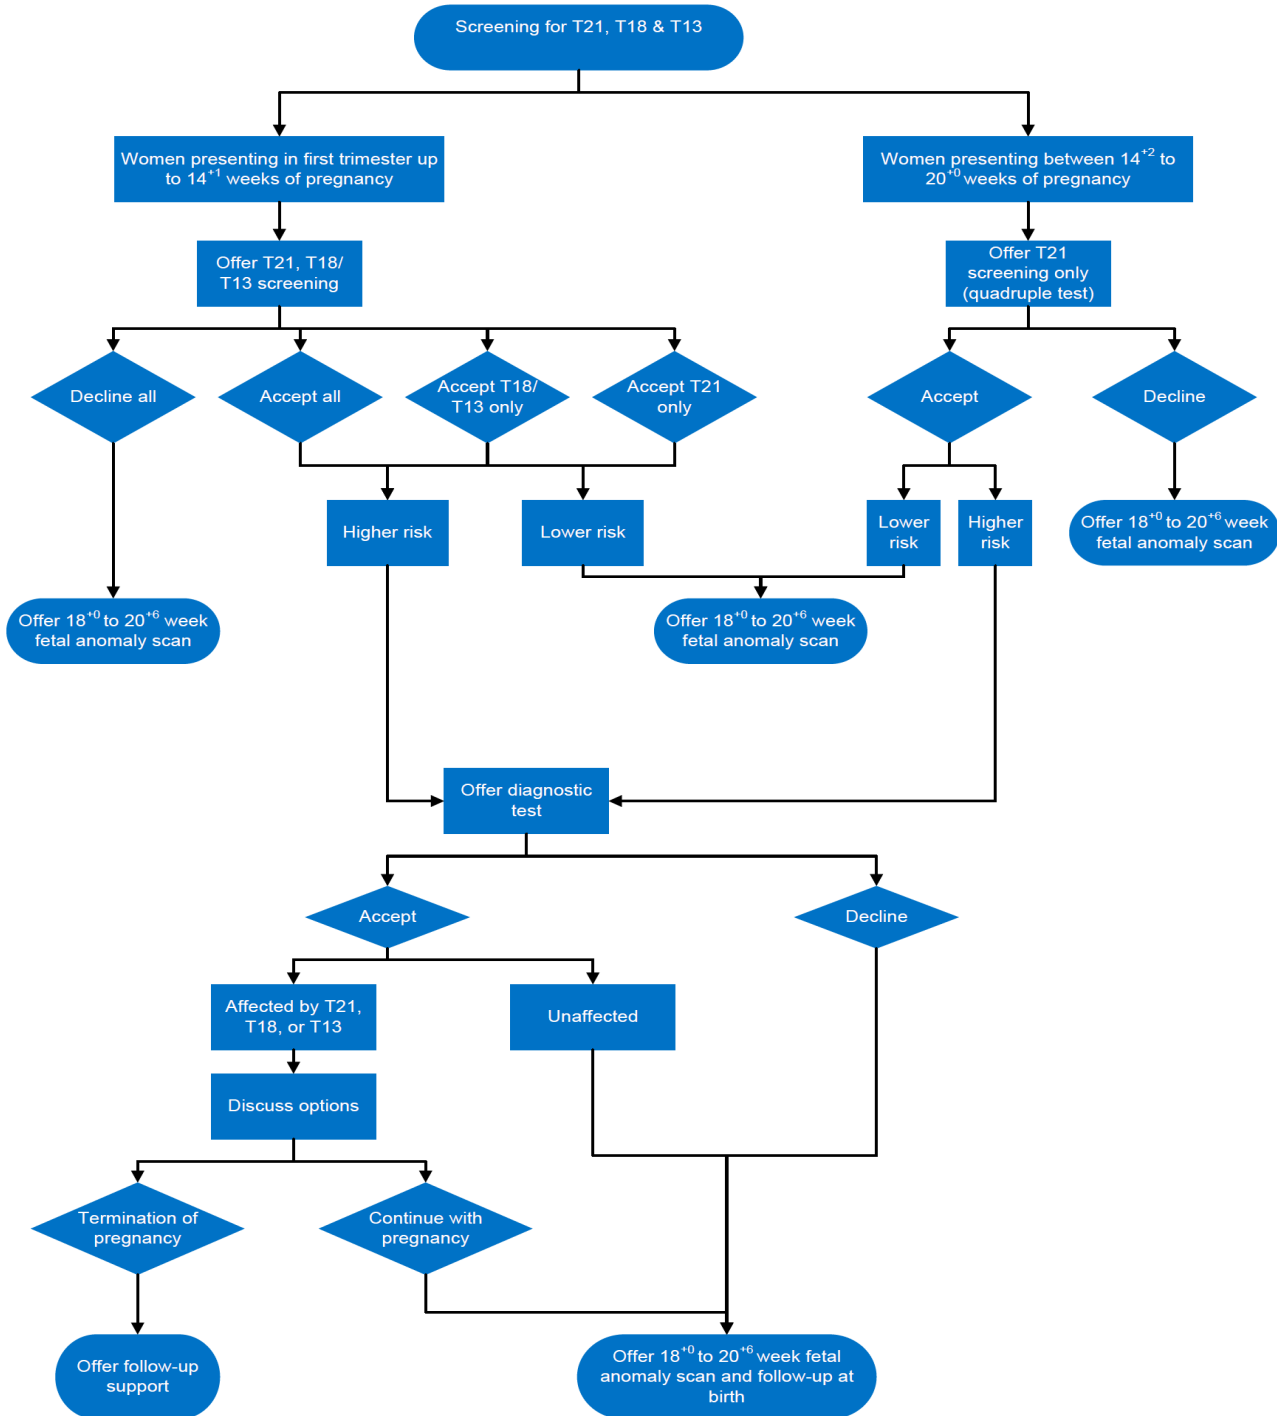 Screening for T21, T18 & T13
Women presenting in first trimester up
to 14⁺¹ weeks of pregnancy
Women presenting between 14⁺² to
20⁺⁰ weeks of pregnancy
Offer T21, T18/
T13 screening
Offer T21
screening only
(quadruple test)
Decline all
Accept all
Accept T18/
T13 only
Accept T21
only
Accept
Decline
Higher risk
Lower risk
Lower
risk
Higher
risk
Offer 18⁺⁰ to 20⁺⁶ week
fetal anomaly scan
Offer 18⁺⁰ to 20⁺⁶ week
fetal anomaly scan
Offer 18⁺⁰ to 20⁺⁶ week
fetal anomaly scan
Offer diagnostic
test
Accept
Decline
Affected by T21,
T18, or T13
Unaffected
Discuss options
Termination of
pregnancy
Continue with
pregnancy
Offer follow-up
support
Offer 18⁺⁰ to 20⁺⁶ week fetal
anomaly scan and follow-up at
birth